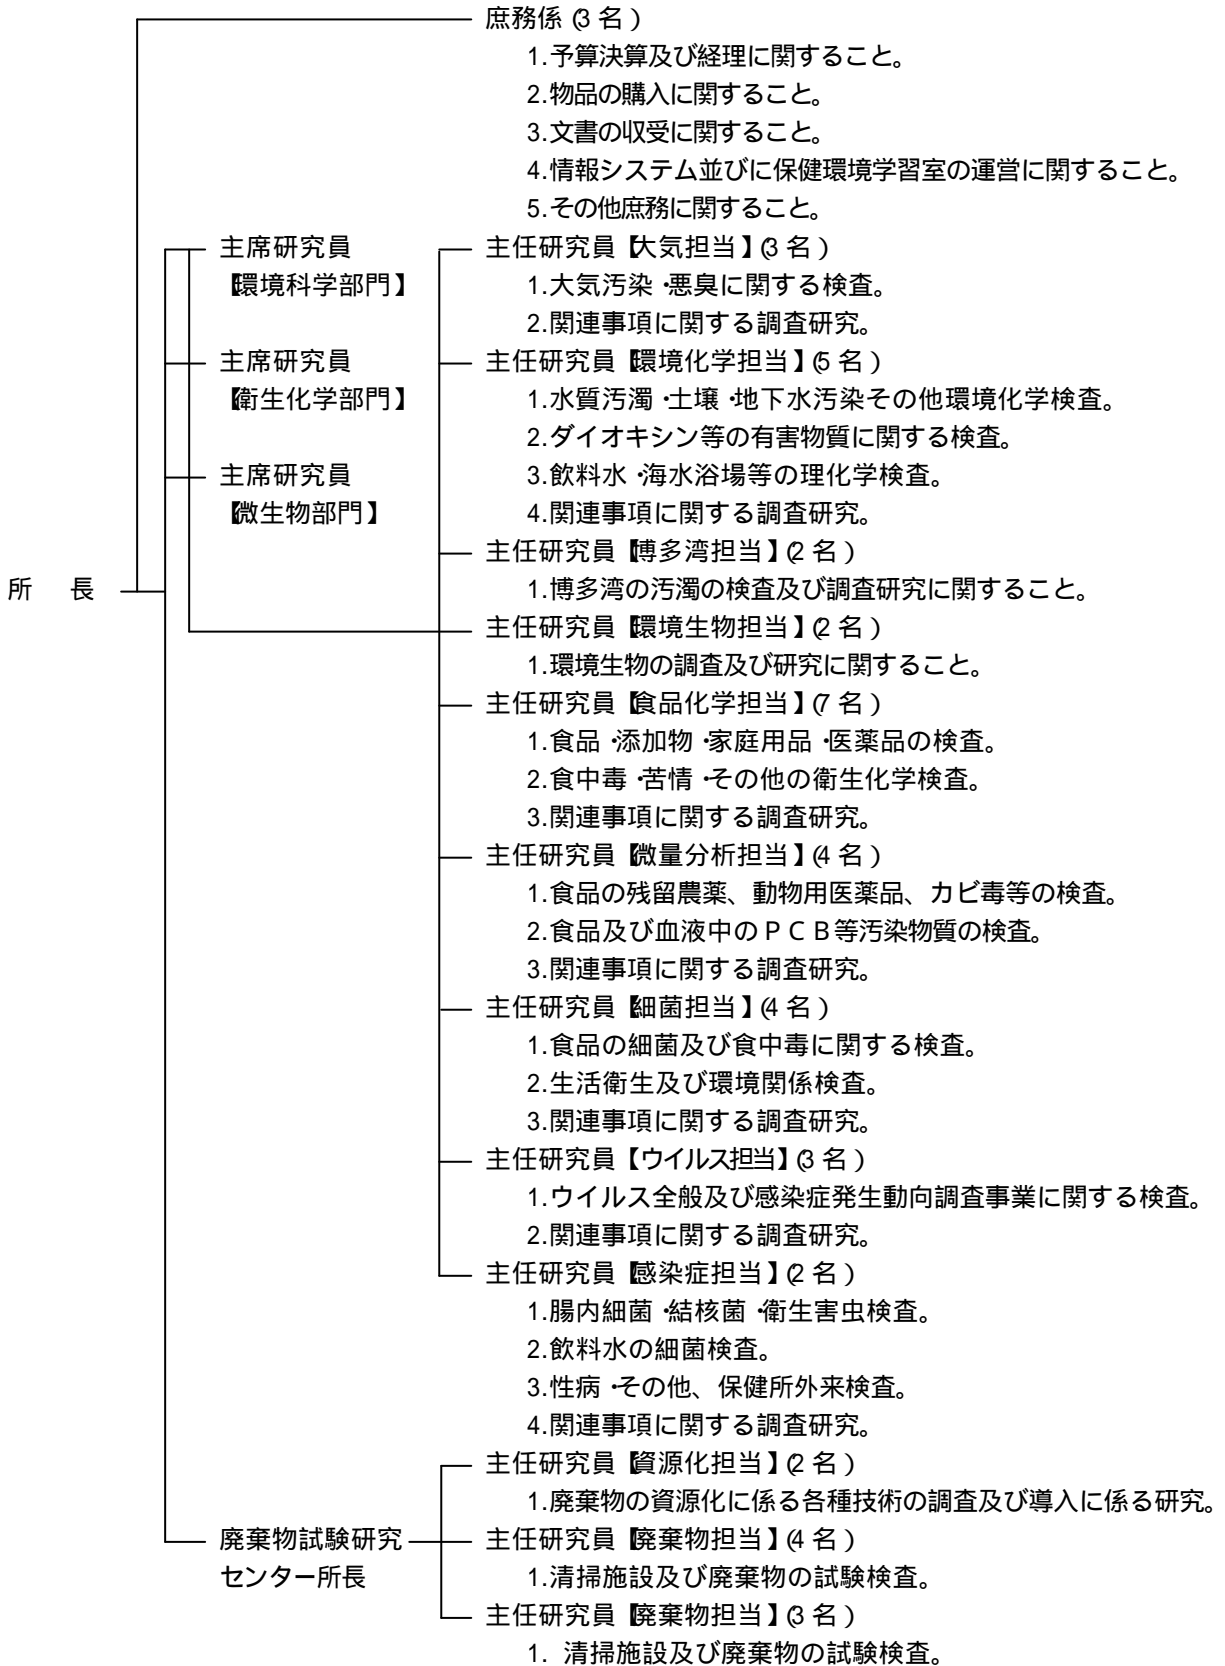 庶務係 (3 名 )
1.予算決算及び経理に関すること。
2.物品の購入に関すること。
3.文書の収受に関すること。
4.情報システム並びに保健環境学習室の運営に関すること。
5.その他庶務に関すること。
主席研究員
【環境科学部門】
主席研究員
【衛生化学部門】
主席研究員
【微生物部門】
所 長
主任研究員【大気担当】(3 名 )
1.大気汚染・悪臭に関する検査。
2.関連事項に関する調査研究。
主任研究員【環境化学担当】(5 名 )
1.水質汚濁・土壌・地下水汚染その他環境化学検査。
2.ダイオキシン等の有害物質に関する検査。
3.飲料水・海水浴場等の理化学検査。
4.関連事項に関する調査研究。
主任研究員【博多湾担当】(2 名 )
1.博多湾の汚濁の検査及び調査研究に関すること。
主任研究員【環境生物担当】(2 名 )
1.環境生物の調査及び研究に関すること。
主任研究員【食品化学担当】(7 名 )
1.食品・添加物・家庭用品・医薬品の検査。
2.食中毒・苦情・その他の衛生化学検査。
3.関連事項に関する調査研究。
主任研究員【微量分析担当】(4 名 )
1.食品の残留農薬、動物用医薬品、カビ毒等の検査。
2.食品及び血液中のPCB等汚染物質の検査。
3.関連事項に関する調査研究。
主任研究員【細菌担当】(4 名 )
1.食品の細菌及び食中毒に関する検査。
2.生活衛生及び環境関係検査。
3.関連事項に関する調査研究。
主任研究員【ウイルス担当】(3 名 )
1.ウイルス全般及び感染症発生動向調査事業に関する検査。
2.関連事項に関する調査研究。
主任研究員【感染症担当】(2 名 )
1.腸内細菌・結核菌・衛生害虫検査。
2.飲料水の細菌検査。
3.性病・その他、保健所外来検査。
4.関連事項に関する調査研究。
廃棄物試験研究
センター所長
主任研究員【資源化担当】(2 名 )
1.廃棄物の資源化に係る各種技術の調査及び導入に係る研究。
主任研究員【廃棄物担当】(4 名 )
1.清掃施設及び廃棄物の試験検査。
主任研究員【廃棄物担当】(3 名 )
1. 清掃施設及び廃棄物の試験検査。